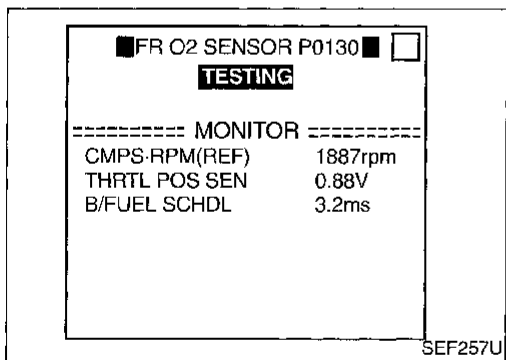 ■FR O2 SENSOR P0130■
TESTING
========= MONITOR =========
CMPS·RPM(REF) 1887rpm
THRTL POS SEN 0.88V
B/FUEL SCHDL 3.2ms
SEF257U